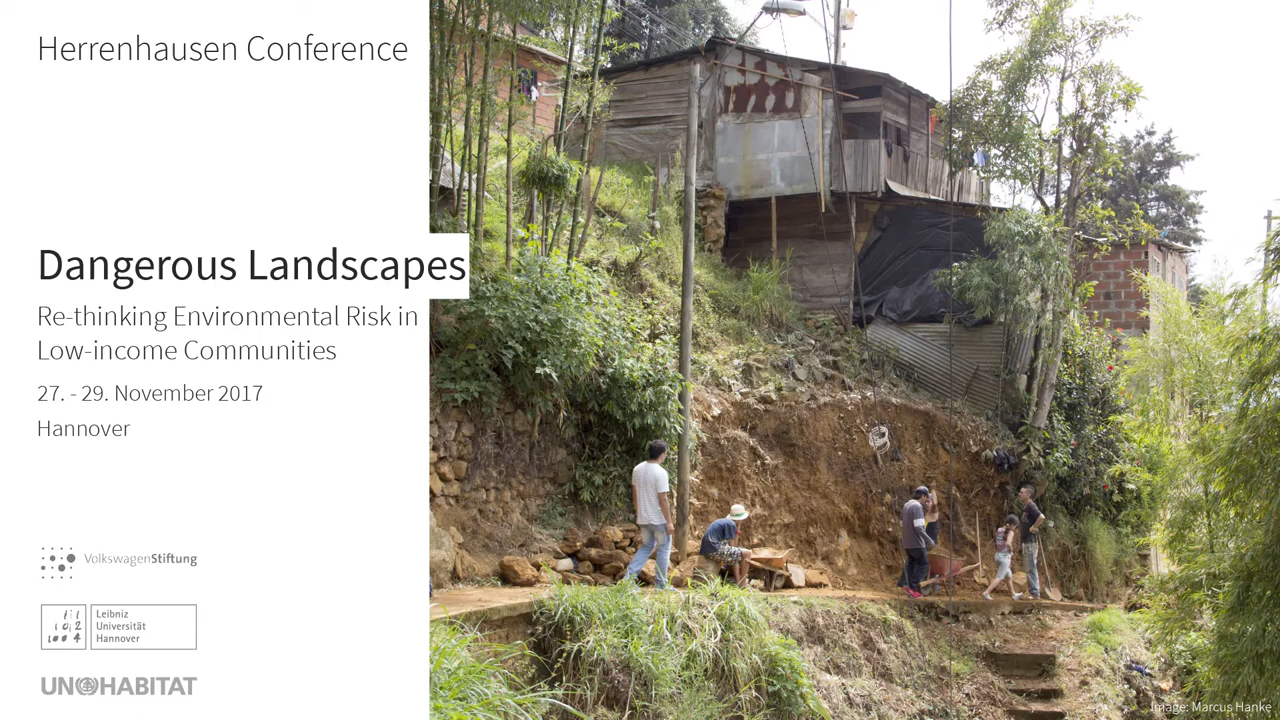 Herrenhausen Conference
Dangerous Landscapes
Re-thinking Environmental Risk in
Low-income Communities
27. - 29. November 2017
Hannover
VolkswagenStiftung
Leibniz
Universität
Hannover
UN HABITAT
Image: Marcus Hanke